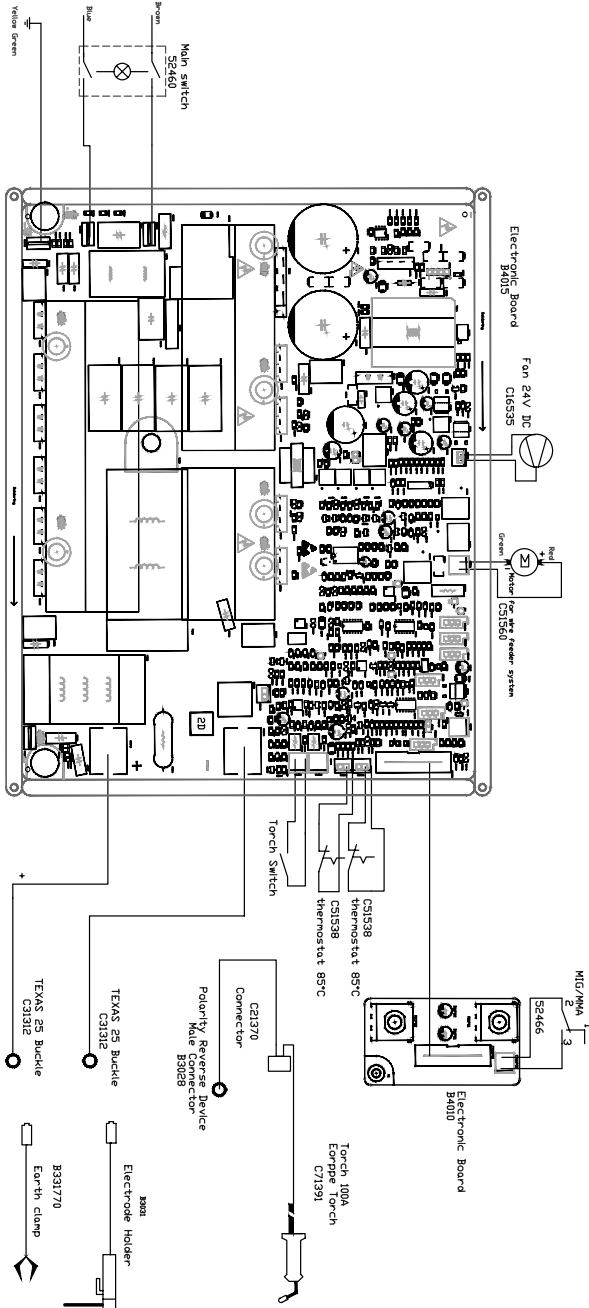 Brown
Blue
Yellow Green
Main switch
52460
Electronic Board
B4015
Fan 24V DC
C16535
Red
Green
+
M
Motor for wire feeder system
C51560
2D
+
-
Torch Switch
C51538
thermostat 85°C
C51538
thermostat 85°C
MIG/MMA
1
2
3
52466
Electronic Board
B4010
+
TEXAS 25 Buckle
C31312
TEXAS 25 Buckle
C31312
C21370
Connector
Polarity Reverse Device
Male Connector
B3028
Torch 100A
Eorppe Torch
C71391
B3031
Electrode Holder
B331770
Earth clamp